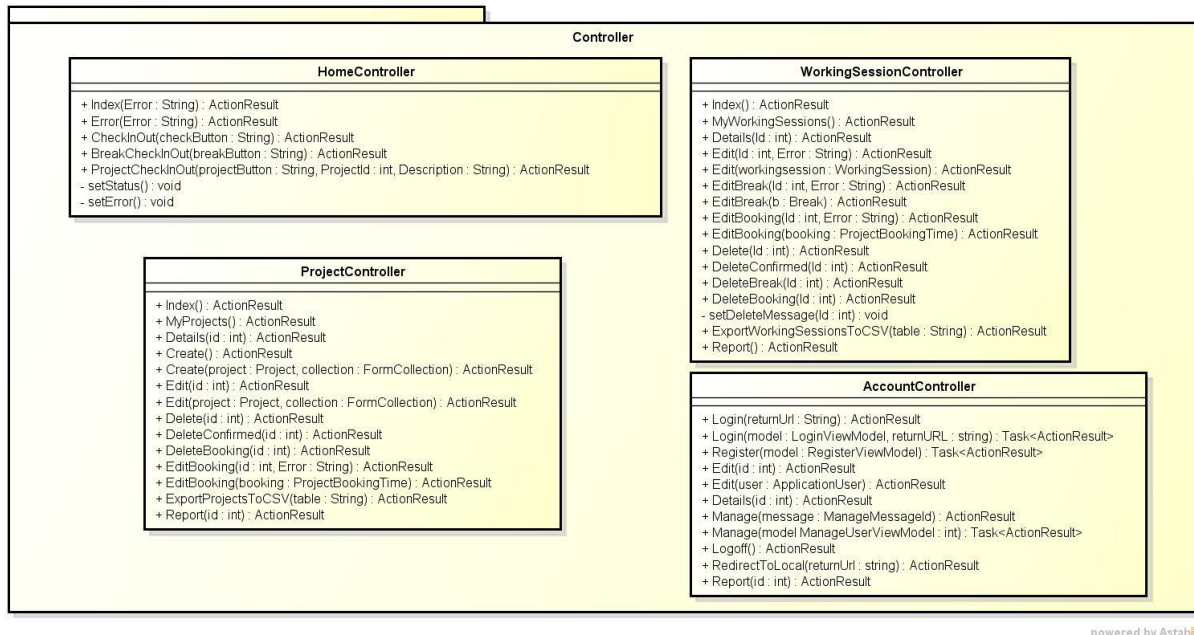 Controller
HomeController
+ Index(Error : String) : ActionResult
+ Error(Error : String) : ActionResult
+ CheckInOut(checkButton : String) : ActionResult
+ BreakCheckInOut(breakButton : String) : ActionResult
+ ProjectCheckInOut(projectButton : String, ProjectId : int, Description : String) : ActionResult
- setStatus() : void
- setError() : void
WorkingSessionController
+ Index() : ActionResult
+ MyWorkingSessions() : ActionResult
+ Details(Id : int) : ActionResult
+ Edit(Id : int, Error : String) : ActionResult
+ Edit(workingsession : WorkingSession) : ActionResult
+ EditBreak(Id : int, Error : String) : ActionResult
+ EditBreak(b : Break) : ActionResult
+ EditBooking(Id : int, Error : String) : ActionResult
+ EditBooking(booking : ProjectBookingTime) : ActionResult
+ Delete(Id : int) : ActionResult
+ DeleteConfirmed(Id : int) : ActionResult
+ DeleteBreak(Id : int) : ActionResult
+ DeleteBooking(Id : int) : ActionResult
- setDeleteMessage(Id : int) : void
+ ExportWorkingSessionsToCSV(table : String) : ActionResult
+ Report() : ActionResult
ProjectController
+ Index() : ActionResult
+ MyProjects() : ActionResult
+ Details(id : int) : ActionResult
+ Create() : ActionResult
+ Create(project : Project, collection : FormCollection) : ActionResult
+ Edit(id : int) : ActionResult
+ Edit(project : Project, collection : FormCollection) : ActionResult
+ Delete(id : int) : ActionResult
+ DeleteConfirmed(id : int) : ActionResult
+ DeleteBooking(id : int) : ActionResult
+ EditBooking(id : int, Error : String) : ActionResult
+ EditBooking(booking : ProjectBookingTime) : ActionResult
+ ExportProjectsToCSV(table : String) : ActionResult
+ Report(id : int) : ActionResult
AccountController
+ Login(returnUrl : String) : ActionResult
+ Login(model : LoginViewModel, returnURL : string) : Task<ActionResult>
+ Register(model : RegisterViewModel) : Task<ActionResult>
+ Edit(id : int) : ActionResult
+ Edit(user : ApplicationUser) : ActionResult
+ Details(id : int) : ActionResult
+ Manage(message : ManageMessageId) : ActionResult
+ Manage(model ManageUserViewModel : int) : Task<ActionResult>
+ Logoff() : ActionResult
+ RedirectToLocal(returnUrl : string) : ActionResult
+ Report(id : int) : ActionResult
powered by Astah